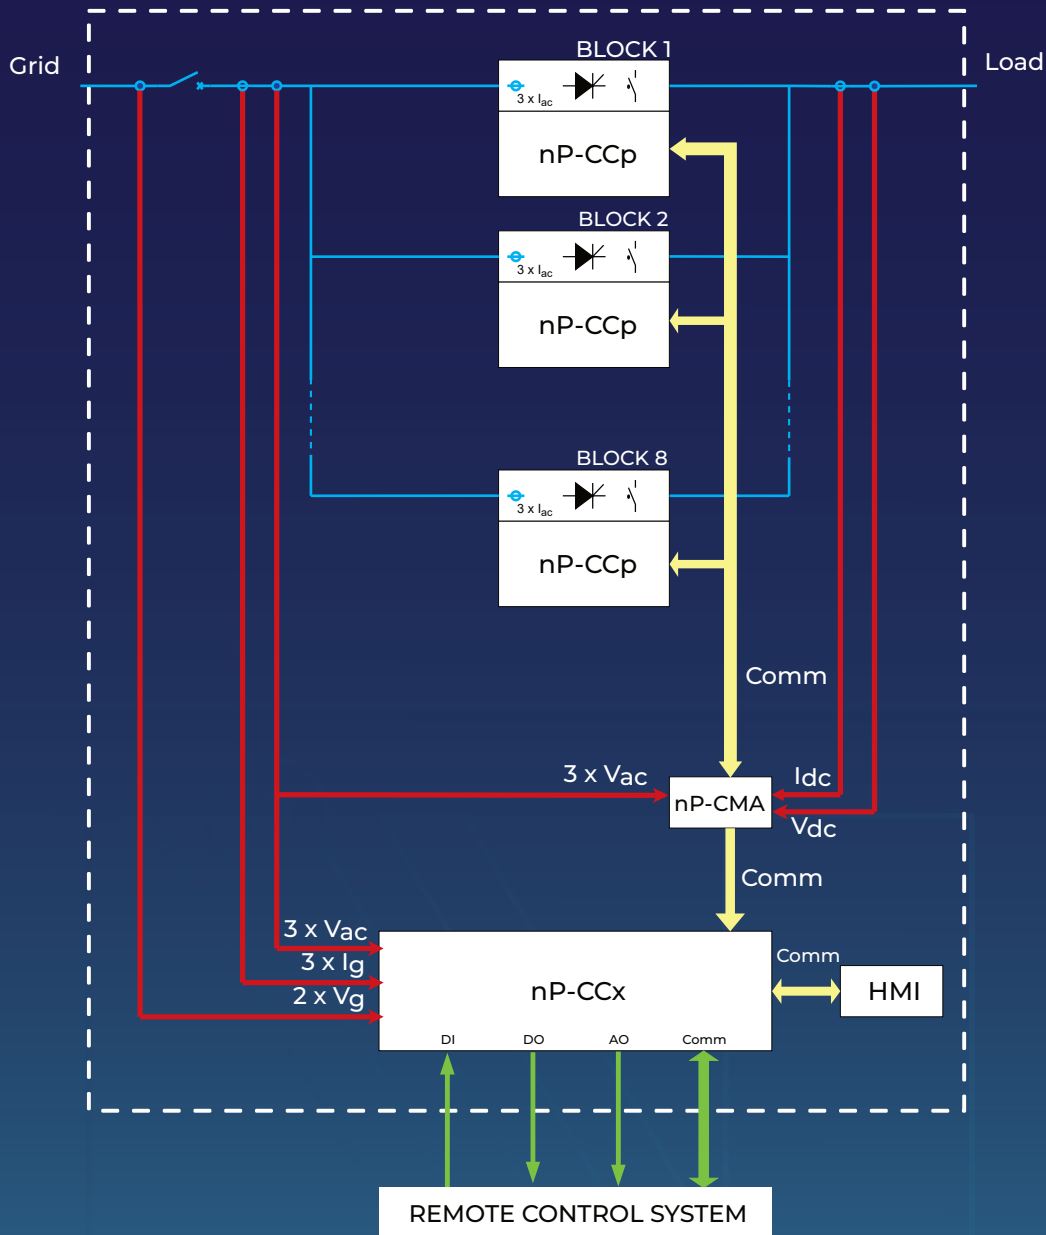 Grid
Load
BLOCK 1
3 x Iac
nP-CCp
BLOCK 2
3 x Iac
nP-CCp
BLOCK 8
3 x Iac
nP-CCp
Comm
3 x Vac
nP-CMA
Idc
Vdc
Comm
3 x Vac
3 x Ig
2 x Vg
nP-CCx
Comm
HMI
DI
DO
AO
Comm
REMOTE CONTROL SYSTEM